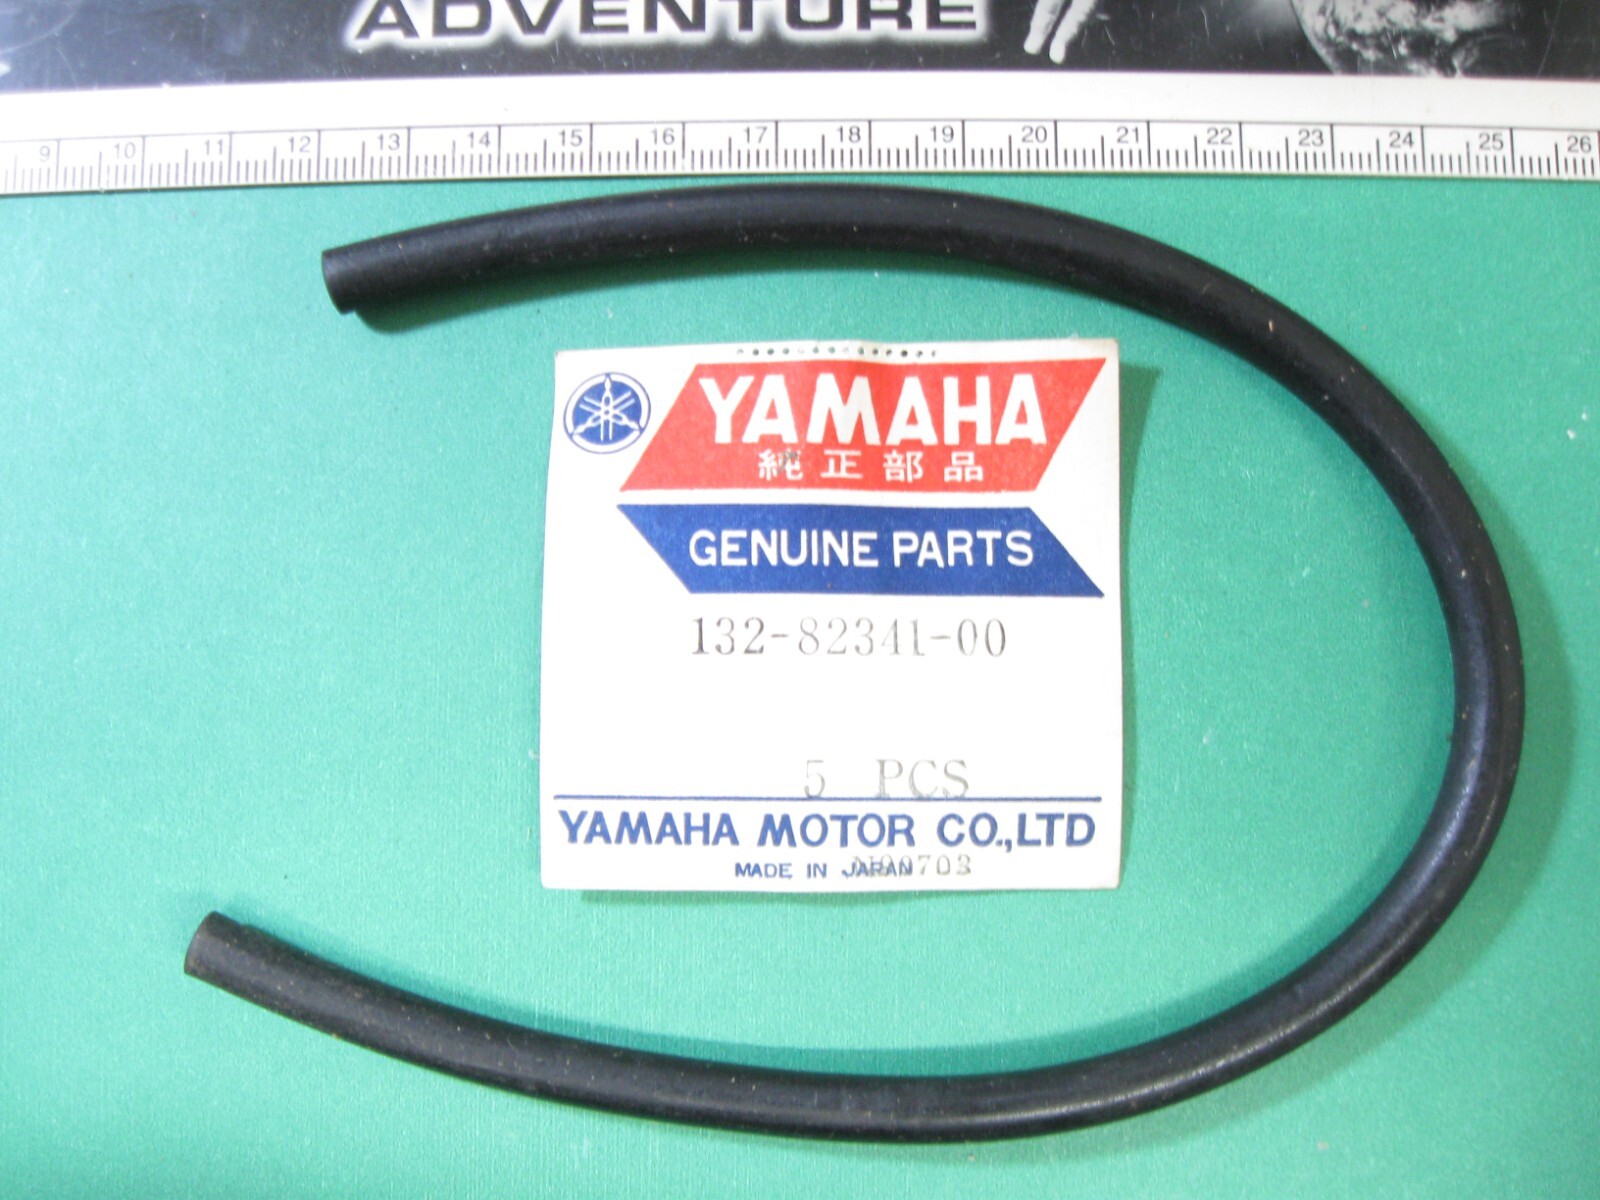 ADVENTURE
9 10 11 12 13 14 15 16 17 18 19 20 21 22 23 24 25 26
YAMAHA
純正部品
GENUINE PARTS
132-82341-00
5 PCS
YAMAHA MOTOR CO.,LTD
MADE IN JAPAN